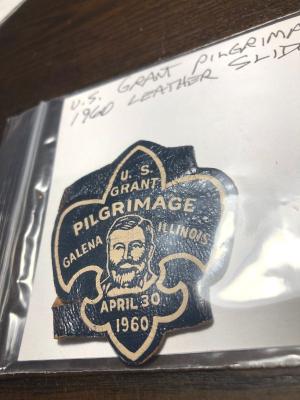 U.S. GRANT PILGRIMA
1960 LEATHER SLID
U.S.
GRANT
PILGRIMAGE
GALENA ILLINOIS
APRIL 30
1960